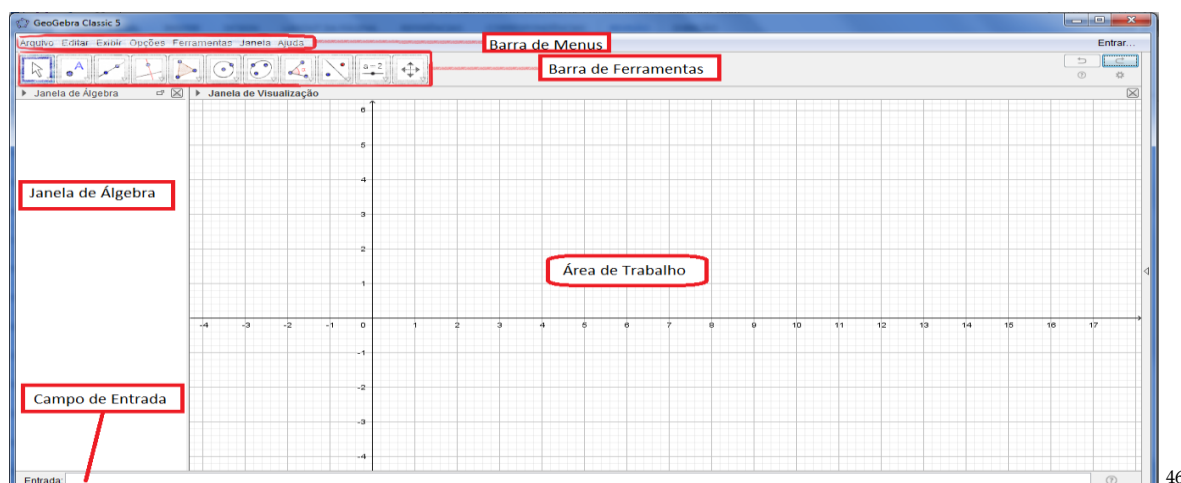 GeoGebra Classic 5
Arquivo Editar Exibir Opções Ferramentas Janela Ajuda
Barra de Menus
Entrar...
A
a=2
Barra de Ferramentas
Janela de Álgebra
Janela de Visualização
6
5
4
Janela de Álgebra
3
2
Área de Trabalho
1
-4 -3 -2 -1 0 1 2 3 4 5 6 7 8 9 10 11 12 13 14 15 16 17
-1
-2
Campo de Entrada
-3
-4
Entrada:
46